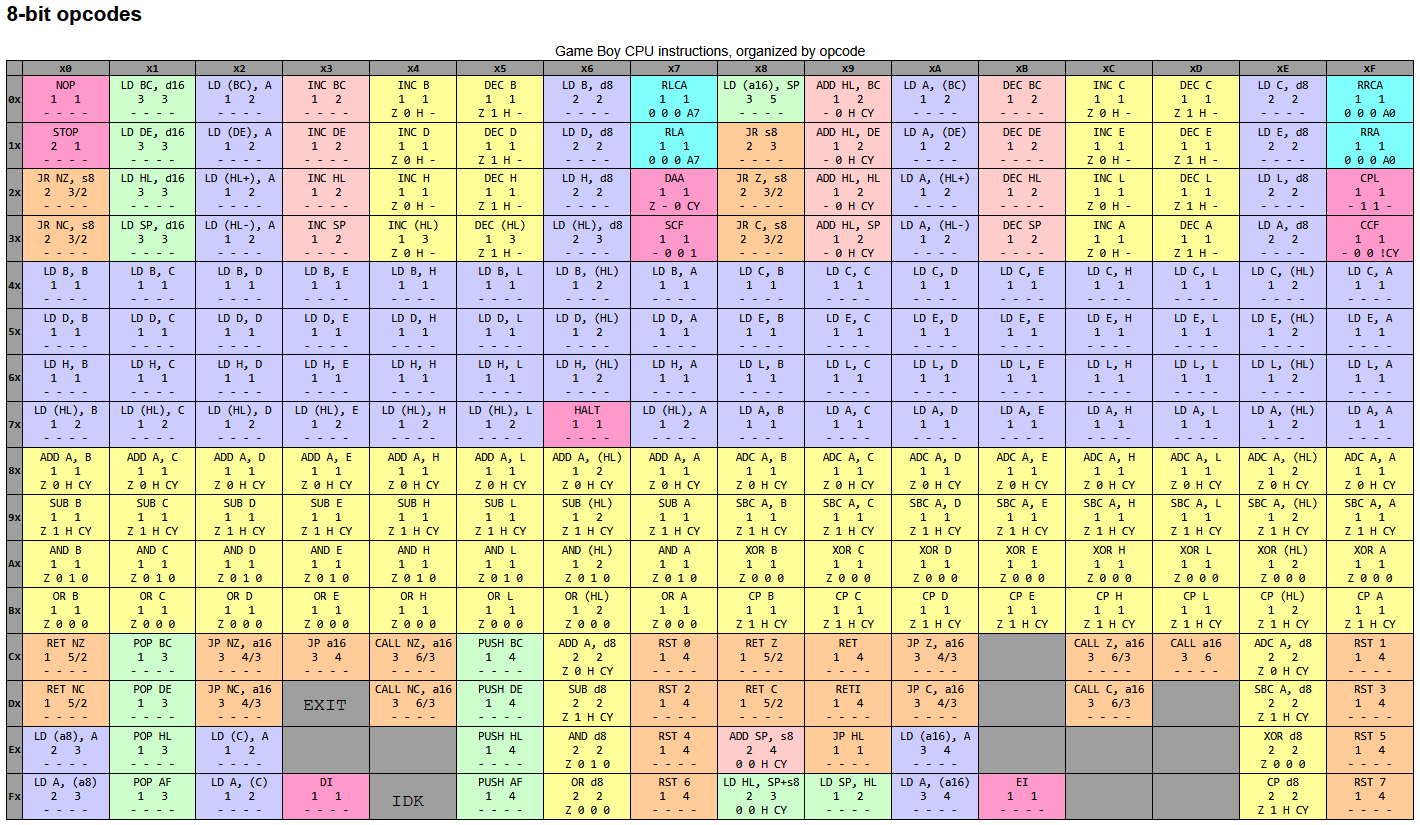 8-bit opcodes
Game Boy CPU instructions, organized by opcode
x0 x1 x2 x3 x4 x5 x6 x7 x8 x9 xA xB xC xD xE xF
NOP LD BC, d16 LD (BC), A INC BC INC B DEC B LD B, d8 RLCA LD (a16), SP ADD HL, BC LD A, (BC) DEC BC INC C DEC C LD C, d8 RRCA
0x 1 1 3 3 1 2 1 2 1 1 1 1 2 2 1 1 3 5 1 2 1 2 1 2 1 1 1 1 2 2 1 1
- - - - - - - - - - - - - - - - Z 0 H - Z 1 H - - - - - 0 0 0 A7 - - - - - 0 H CY - - - - - - - - Z 0 H - Z 1 H - - - - - 0 0 0 A0
STOP LD DE, d16 LD (DE), A INC DE INC D DEC D LD D, d8 RLA JR s8 ADD HL, DE LD A, (DE) DEC DE INC E DEC E LD E, d8 RRA
1x 2 1 3 3 1 2 1 2 1 1 1 1 2 2 1 1 2 3 1 2 1 2 1 2 1 1 1 1 2 2 1 1
- - - - - - - - - - - - - - - - Z 0 H - Z 1 H - - - - - 0 0 0 A7 - - - - - 0 H CY - - - - - - - - Z 0 H - Z 1 H - - - - - 0 0 0 A0
JR NZ, s8 LD HL, d16 LD (HL+), A INC HL INC H DEC H LD H, d8 DAA JR Z, s8 ADD HL, HL LD A, (HL+) DEC HL INC L DEC L LD L, d8 CPL
2x 2 3/2 3 3 1 2 1 2 1 1 1 1 2 2 1 1 2 3/2 1 2 1 2 1 2 1 1 1 1 2 2 1 1
- - - - - - - - - - - - - - - - Z 0 H - Z 1 H - - - - - Z - 0 CY - - - - - 0 H CY - - - - - - - - Z 0 H - Z 1 H - - - - - - 1 1 -
JR NC, s8 LD SP, d16 LD (HL-), A INC SP INC (HL) DEC (HL) LD (HL), d8 SCF JR C, s8 ADD HL, SP LD A, (HL-) DEC SP INC A DEC A LD A, d8 CCF
3x 2 3/2 3 3 1 2 1 2 1 3 1 3 2 3 1 1 2 3/2 1 2 1 2 1 2 1 1 1 1 2 2 1 1
- - - - - - - - - - - - - - - - Z 0 H - Z 1 H - - - - - - 0 0 1 - - - - - 0 H CY - - - - - - - - Z 0 H - Z 1 H - - - - - - 0 0 !CY
LD B, B LD B, C LD B, D LD B, E LD B, H LD B, L LD B, (HL) LD B, A LD C, B LD C, C LD C, D LD C, E LD C, H LD C, L LD C, (HL) LD C, A
4x 1 1 1 1 1 1 1 1 1 1 1 1 1 2 1 1 1 1 1 1 1 1 1 1 1 1 1 1 1 2 1 1
- - - - - - - - - - - - - - - - - - - - - - - - - - - - - - - - - - - - - - - - - - - - - - - - - - - - - - - - - - - - - - - -
LD D, B LD D, C LD D, D LD D, E LD D, H LD D, L LD D, (HL) LD D, A LD E, B LD E, C LD E, D LD E, E LD E, H LD E, L LD E, (HL) LD E, A
5x 1 1 1 1 1 1 1 1 1 1 1 1 1 2 1 1 1 1 1 1 1 1 1 1 1 1 1 1 1 2 1 1
- - - - - - - - - - - - - - - - - - - - - - - - - - - - - - - - - - - - - - - - - - - - - - - - - - - - - - - - - - - - - - - -
LD H, B LD H, C LD H, D LD H, E LD H, H LD H, L LD H, (HL) LD H, A LD L, B LD L, C LD L, D LD L, E LD L, H LD L, L LD L, (HL) LD L, A
6x 1 1 1 1 1 1 1 1 1 1 1 1 1 2 1 1 1 1 1 1 1 1 1 1 1 1 1 1 1 2 1 1
- - - - - - - - - - - - - - - - - - - - - - - - - - - - - - - - - - - - - - - - - - - - - - - - - - - - - - - - - - - - - - - -
LD (HL), B LD (HL), C LD (HL), D LD (HL), E LD (HL), H LD (HL), L HALT LD (HL), A LD A, B LD A, C LD A, D LD A, E LD A, H LD A, L LD A, (HL) LD A, A
7x 1 2 1 2 1 2 1 2 1 2 1 2 1 1 1 2 1 1 1 1 1 1 1 1 1 1 1 1 1 2 1 1
- - - - - - - - - - - - - - - - - - - - - - - - - - - - - - - - - - - - - - - - - - - - - - - - - - - - - - - - - - - - - - - -
ADD A, B ADD A, C ADD A, D ADD A, E ADD A, H ADD A, L ADD A, (HL) ADD A, A ADC A, B ADC A, C ADC A, D ADC A, E ADC A, H ADC A, L ADC A, (HL) ADC A, A
8x 1 1 1 1 1 1 1 1 1 1 1 1 1 2 1 1 1 1 1 1 1 1 1 1 1 1 1 1 1 2 1 1
Z 0 H CY Z 0 H CY Z 0 H CY Z 0 H CY Z 0 H CY Z 0 H CY Z 0 H CY Z 0 H CY Z 0 H CY Z 0 H CY Z 0 H CY Z 0 H CY Z 0 H CY Z 0 H CY Z 0 H CY Z 0 H CY
SUB B SUB C SUB D SUB E SUB H SUB L SUB (HL) SUB A SBC A, B SBC A, C SBC A, D SBC A, E SBC A, H SBC A, L SBC A, (HL) SBC A, A
9x 1 1 1 1 1 1 1 1 1 1 1 1 1 2 1 1 1 1 1 1 1 1 1 1 1 1 1 1 1 2 1 1
Z 1 H CY Z 1 H CY Z 1 H CY Z 1 H CY Z 1 H CY Z 1 H CY Z 1 H CY Z 1 H CY Z 1 H CY Z 1 H CY Z 1 H CY Z 1 H CY Z 1 H CY Z 1 H CY Z 1 H CY Z 1 H CY
AND B AND C AND D AND E AND H AND L AND (HL) AND A XOR B XOR C XOR D XOR E XOR H XOR L XOR (HL) XOR A
Ax 1 1 1 1 1 1 1 1 1 1 1 1 1 2 1 1 1 1 1 1 1 1 1 1 1 1 1 1 1 2 1 1
Z 0 1 0 Z 0 1 0 Z 0 1 0 Z 0 1 0 Z 0 1 0 Z 0 1 0 Z 0 1 0 Z 0 1 0 Z 0 0 0 Z 0 0 0 Z 0 0 0 Z 0 0 0 Z 0 0 0 Z 0 0 0 Z 0 0 0 Z 0 0 0
OR B OR C OR D OR E OR H OR L OR (HL) OR A CP B CP C CP D CP E CP H CP L CP (HL) CP A
Bx 1 1 1 1 1 1 1 1 1 1 1 1 1 2 1 1 1 1 1 1 1 1 1 1 1 1 1 1 1 2 1 1
Z 0 0 0 Z 0 0 0 Z 0 0 0 Z 0 0 0 Z 0 0 0 Z 0 0 0 Z 0 0 0 Z 0 0 0 Z 1 H CY Z 1 H CY Z 1 H CY Z 1 H CY Z 1 H CY Z 1 H CY Z 1 H CY Z 1 H CY
RET NZ POP BC JP NZ, a16 JP a16 CALL NZ, a16 PUSH BC ADD A, d8 RST 0 RET Z RET JP Z, a16 CALL Z, a16 CALL a16 ADC A, d8 RST 1
Cx 1 5/2 1 3 3 4/3 3 4 3 6/3 1 4 2 2 1 4 1 5/2 1 4 3 4/3 3 6/3 3 6 2 2 1 4
- - - - - - - - - - - - - - - - - - - - - - - - Z 0 H CY - - - - - - - - - - - - - - - - - - - - - - - - Z 0 H CY - - - -
RET NC POP DE JP NC, a16 EXIT CALL NC, a16 PUSH DE SUB d8 RST 2 RET C RETI JP C, a16 CALL C, a16 SBC A, d8 RST 3
Dx 1 5/2 1 3 3 4/3 3 6/3 1 4 2 2 1 4 1 5/2 1 4 3 4/3 3 6/3 2 2 1 4
- - - - - - - - - - - - - - - - - - - - Z 1 H CY - - - - - - - - - - - - - - - - - - - - Z 1 H CY - - - -
LD (a8), A POP HL LD (C), A PUSH HL AND d8 RST 4 ADD SP, s8 JP HL LD (a16), A XOR d8 RST 5
Ex 2 3 1 3 1 2 1 4 2 2 1 4 2 4 1 1 3 4 2 2 1 4
- - - - - - - - - - - - - - - - Z 0 1 0 - - - - 0 0 H CY - - - - - - - - Z 0 0 0 - - - -
LD A, (a8) POP AF LD A, (C) DI IDK PUSH AF OR d8 RST 6 LD HL, SP+s8 LD SP, HL LD A, (a16) EI CP d8 RST 7
Fx 2 3 1 3 1 2 1 1 1 4 2 2 1 4 2 3 1 2 3 4 1 1 2 2 1 4
- - - - - - - - - - - - - - - - - - - - Z 0 0 0 - - - - 0 0 H CY - - - - - - - - - - - - Z 1 H CY - - - -